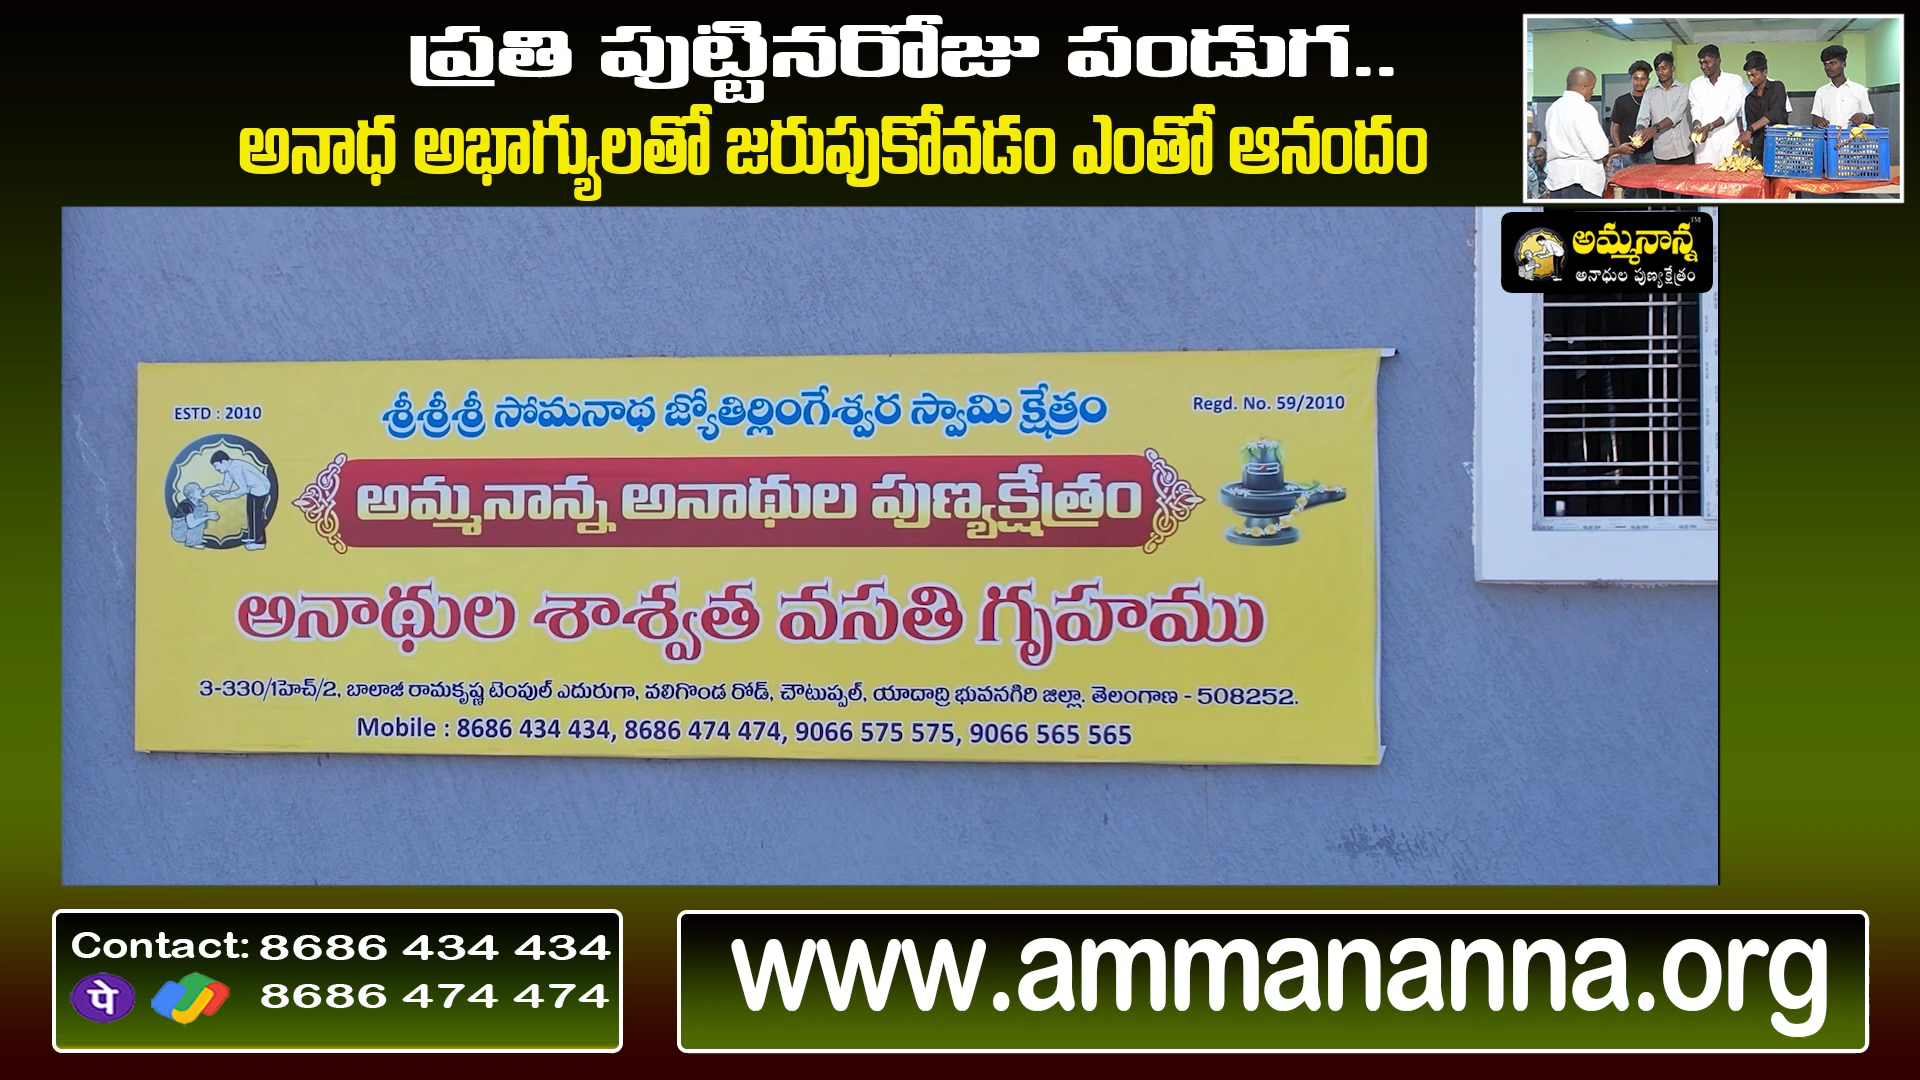 ప్రతి పుట్టినరోజు పండుగ..
అనాధ అభాగ్యులతో జరుపుకోవడం ఎంతో ఆనందం
అమ్మనాన్న™
అనాధుల పుణ్యక్షేత్రం
ESTD : 2010
శ్రీశ్రీశ్రీ సోమనాథ జ్యోతిర్లింగేశ్వర స్వామి క్షేత్రం
Regd. No. 59/2010
అమ్మనాన్న అనాథుల పుణ్యక్షేత్రం
అనాథుల శాశ్వత వసతి గృహము
3-330/1హెచ్/2, బాలాజీ రామకృష్ణ టెంపుల్ ఎదురుగా, వలిగొండ రోడ్, చౌటుప్పల్, యాదాద్రి భువనగిరి జిల్లా. తెలంగాణ - 508252.
Mobile : 8686 434 434, 8686 474 474, 9066 575 575, 9066 565 565
Contact: 8686 434 434
पे 8686 474 474
www.ammananna.org